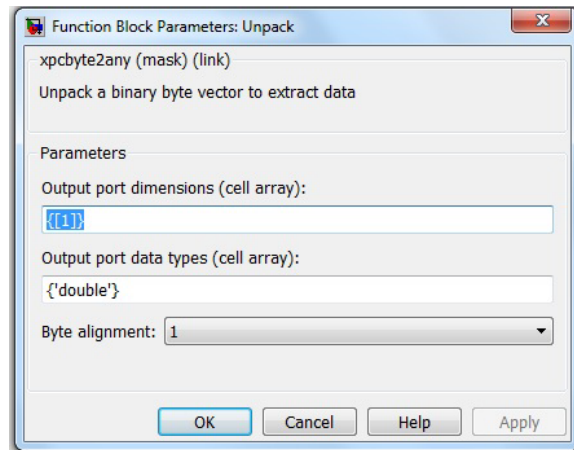 Function Block Parameters: Unpack
xpcbyte2any (mask) (link)
Unpack a binary byte vector to extract data
Parameters
Output port dimensions (cell array):
{[1]}
Output port data types (cell array):
{'double'}
Byte alignment: 1
OK Cancel Help Apply